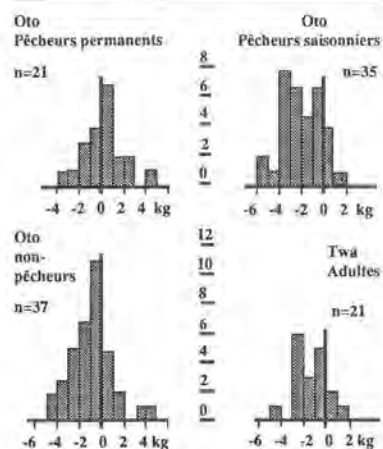 Oto
Pêcheurs permanents
n=21
-4 -2 0 2 4 kg
8
6
4
2
0
Oto
Pêcheurs saisonniers
n=35
-6 -4 -2 0 2 kg
Oto
non-
pêcheurs
n=37
-6 -4 -2 0 2 4 kg
12
10
8
6
4
2
0
Twa
Adultes
n=21
-6 -4 -2 0 2 kg